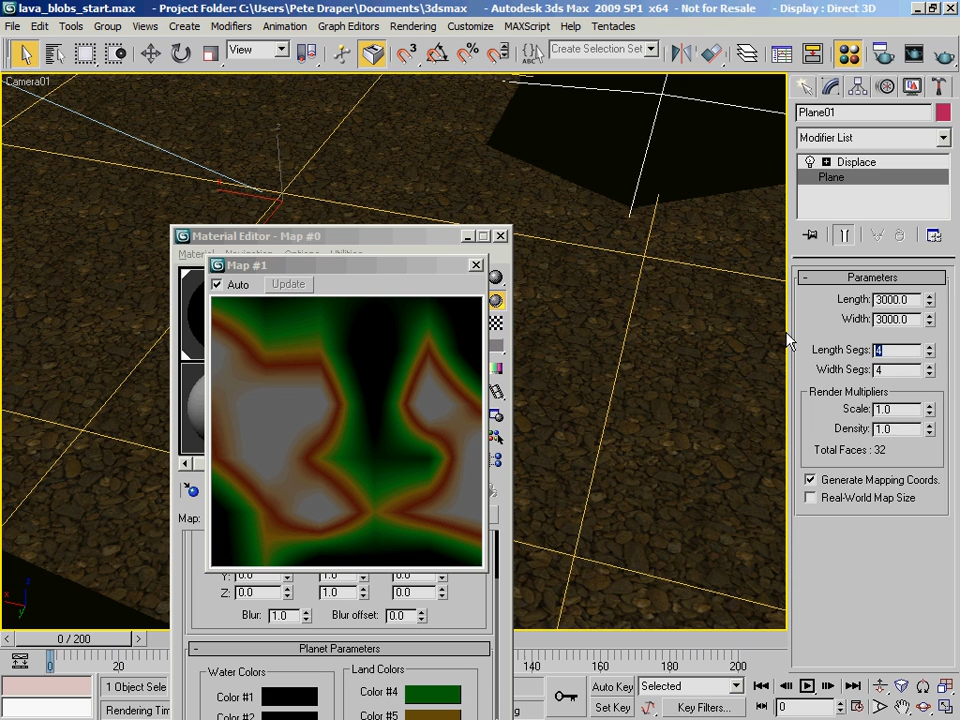 lava_blobs_start.max - Project Folder: C:\Users\Pete Draper\Documents\3dsmax - Autodesk 3ds Max 2009 SP1 x64 - Not for Resale - Display : Direct 3D
File Edit Tools Group Views Create Modifiers Animation Graph Editors Rendering Customize MAXScript Help Tentacles
View
3
%
ABC
Create Selection Set
Camera01
Plane01
Modifier List
Displace
Plane
Parameters
Length: 3000.0
Width: 3000.0
Length Segs: 4
Width Segs: 4
Render Multipliers
Scale: 1.0
Density: 1.0
Total Faces : 32
Generate Mapping Coords.
Real-World Map Size
Material Editor - Map #0
Material Navigation Options Utilities
Map #1
Auto Update
Map:
Y: 0.0 1.0 0.0
Z: 0.0 1.0 0.0
Blur: 1.0 Blur offset: 0.0
Planet Parameters
Water Colors
Land Colors
Color #1
Color #4
Color #2
Color #5
0 / 200
0 20 140 160 180 200
1 Object Sele
Rendering Tim
Auto Key Selected
Set Key Key Filters...
0